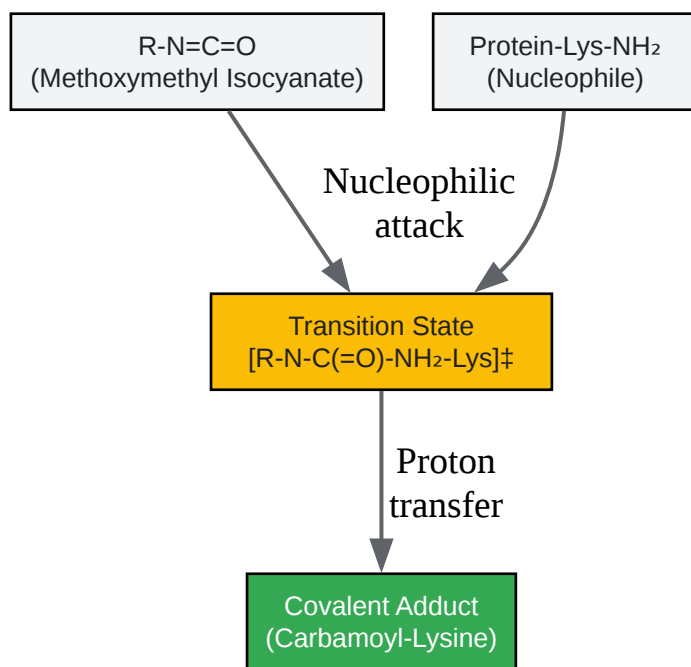 R-N=C=O
(Methoxymethyl Isocyanate)
Protein-Lys-NH₂
(Nucleophile)
Nucleophilic
attack
Transition State
[R-N-C(=O)-NH₂-Lys]‡
Proton
transfer
Covalent Adduct
(Carbamoyl-Lysine)